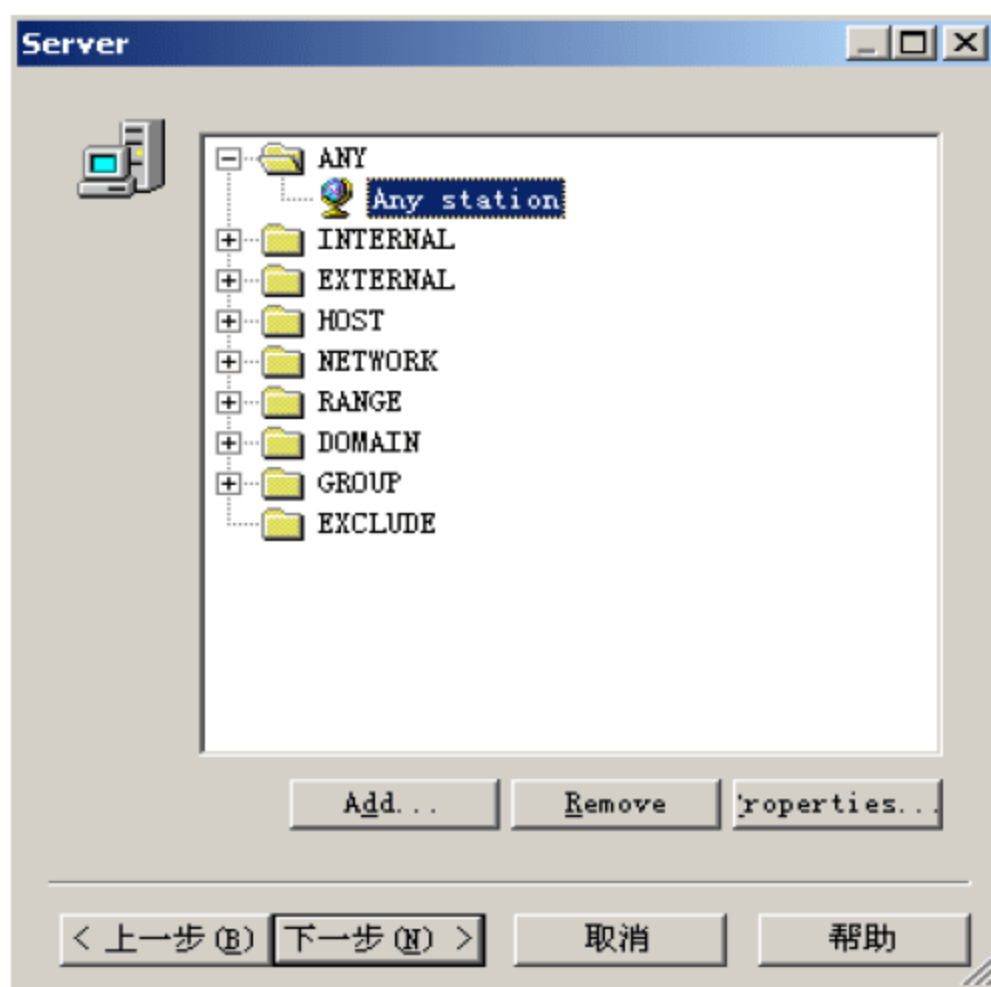 Server
ANY
Any station
INTERNAL
EXTERNAL
HOST
NETWORK
RANGE
DOMAIN
GROUP
EXCLUDE
Add... Remove roperties...
< 上一步(B) 下一步(N) > 取消 帮助